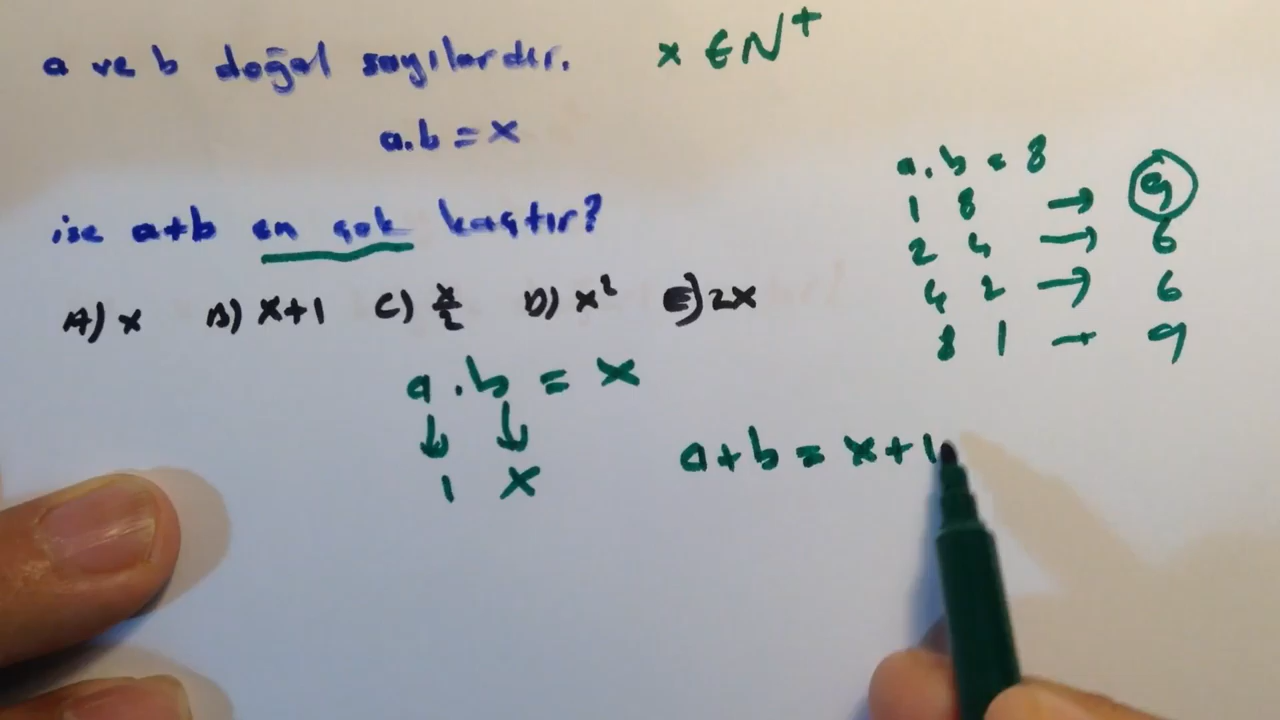 a ve b doğal sayılardır. x ∈ N⁺
a.b = x
ise a+b en çok kaçtır?
A) x B) x+1 C) x/2 D) x² E) 2x
a.b = x
↓ ↓
1 x
a+b = x+1
a.b = 8
1 8 → 9
2 4 → 6
4 2 → 6
8 1 → 9